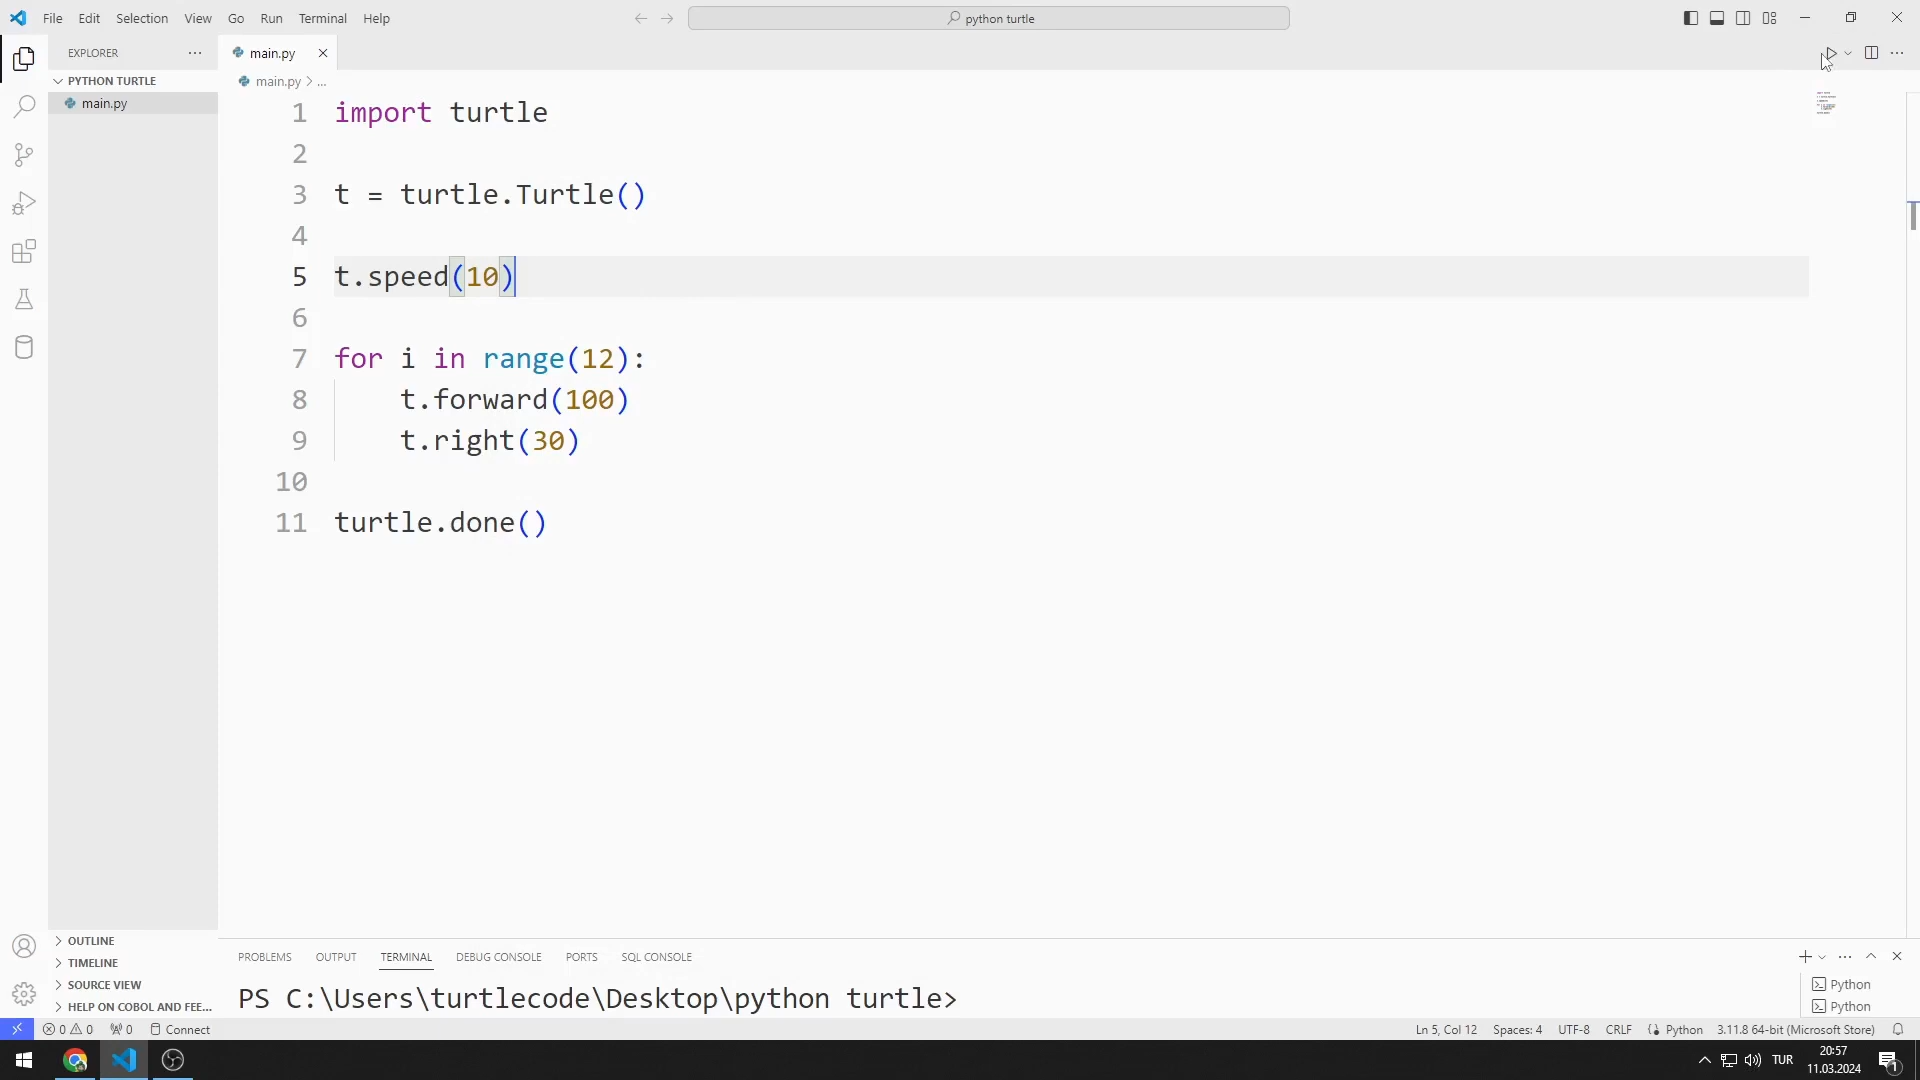 File Edit Selection View Go Run Terminal Help
python turtle
EXPLORER
main.py
PYTHON TURTLE
main.py > ...
main.py
1 import turtle
2
3 t = turtle.Turtle()
4
5 t.speed(10)
6
7 for i in range(12):
8 t.forward(100)
9 t.right(30)
10
11 turtle.done()
OUTLINE
TIMELINE
SOURCE VIEW
HELP ON COBOL AND FEE...
PROBLEMS OUTPUT TERMINAL DEBUG CONSOLE PORTS SQL CONSOLE
PS C:\Users\turtlecode\Desktop\python turtle>
Python
Python
0 0 0 Connect
Ln 5, Col 12 Spaces: 4 UTF-8 CRLF Python 3.11.8 64-bit (Microsoft Store)
TUR
20:57
11.03.2024
1